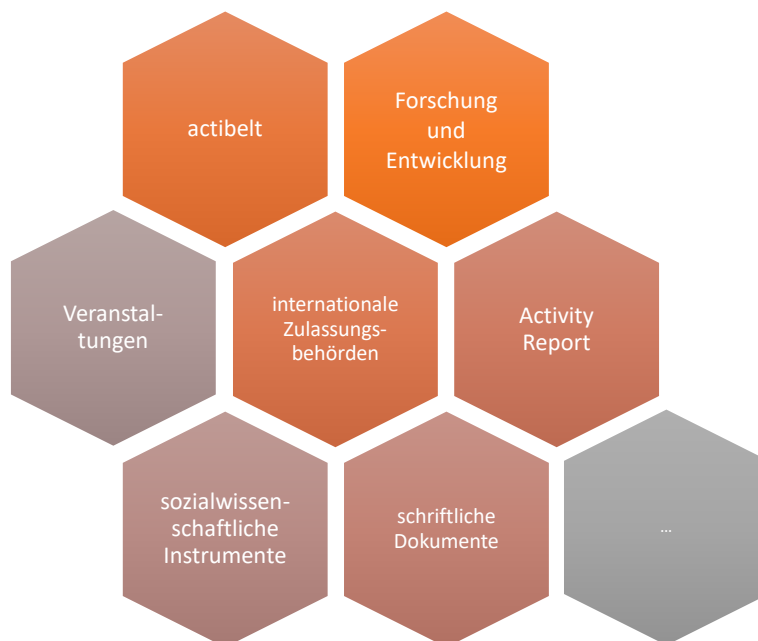 actibelt
Forschung
und
Entwicklung
Veranstal-
tungen
internationale
Zulassungs-
behörden
Activity
Report
sozialwissen-
schaftliche
Instrumente
schriftliche
Dokumente
...